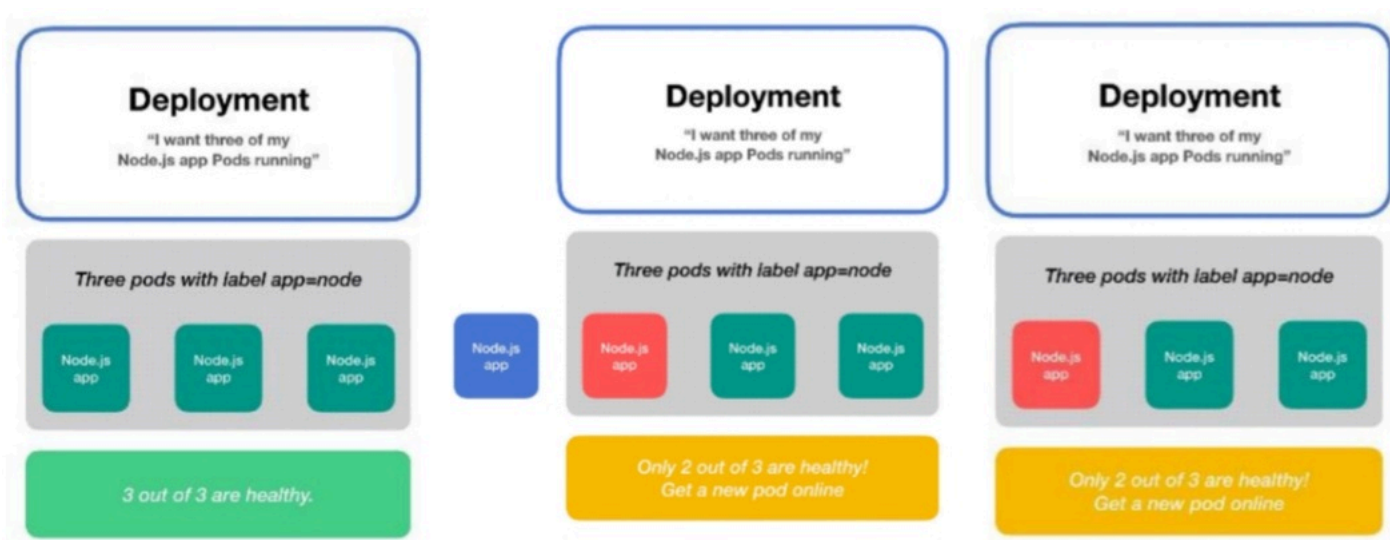 Deployment
“I want three of my
Node.js app Pods running”
Three pods with label app=node
Node.js
app
Node.js
app
Node.js
app
3 out of 3 are healthy.
Node.js
app
Deployment
“I want three of my
Node.js app Pods running”
Three pods with label app=node
Node.js
app
Node.js
app
Node.js
app
Only 2 out of 3 are healthy!
Get a new pod online
Deployment
“I want three of my
Node.js app Pods running”
Three pods with label app=node
Node.js
app
Node.js
app
Node.js
app
Only 2 out of 3 are healthy!
Get a new pod online